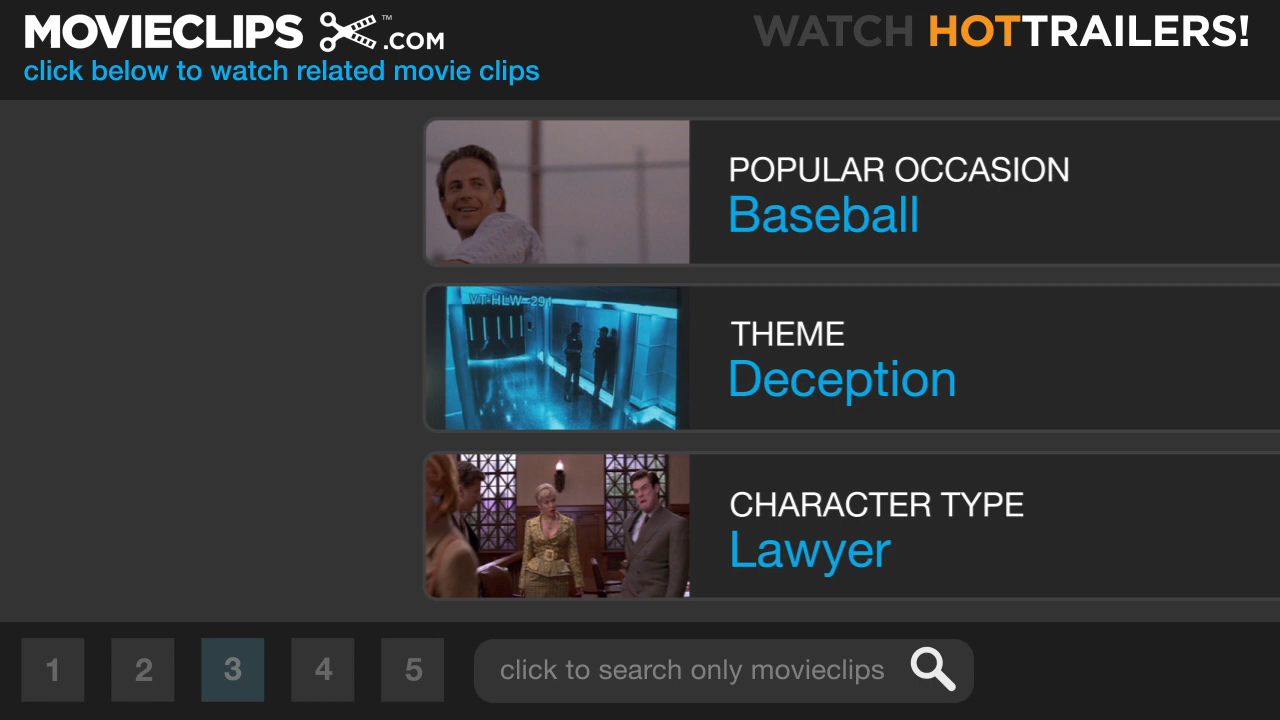 MOVIECLIPS ™.COM
click below to watch related movie clips
WATCH HOTTRAILERS!
POPULAR OCCASION
Baseball
VT-HLW-291
THEME
Deception
CHARACTER TYPE
Lawyer
1 2 3 4 5
click to search only movieclips